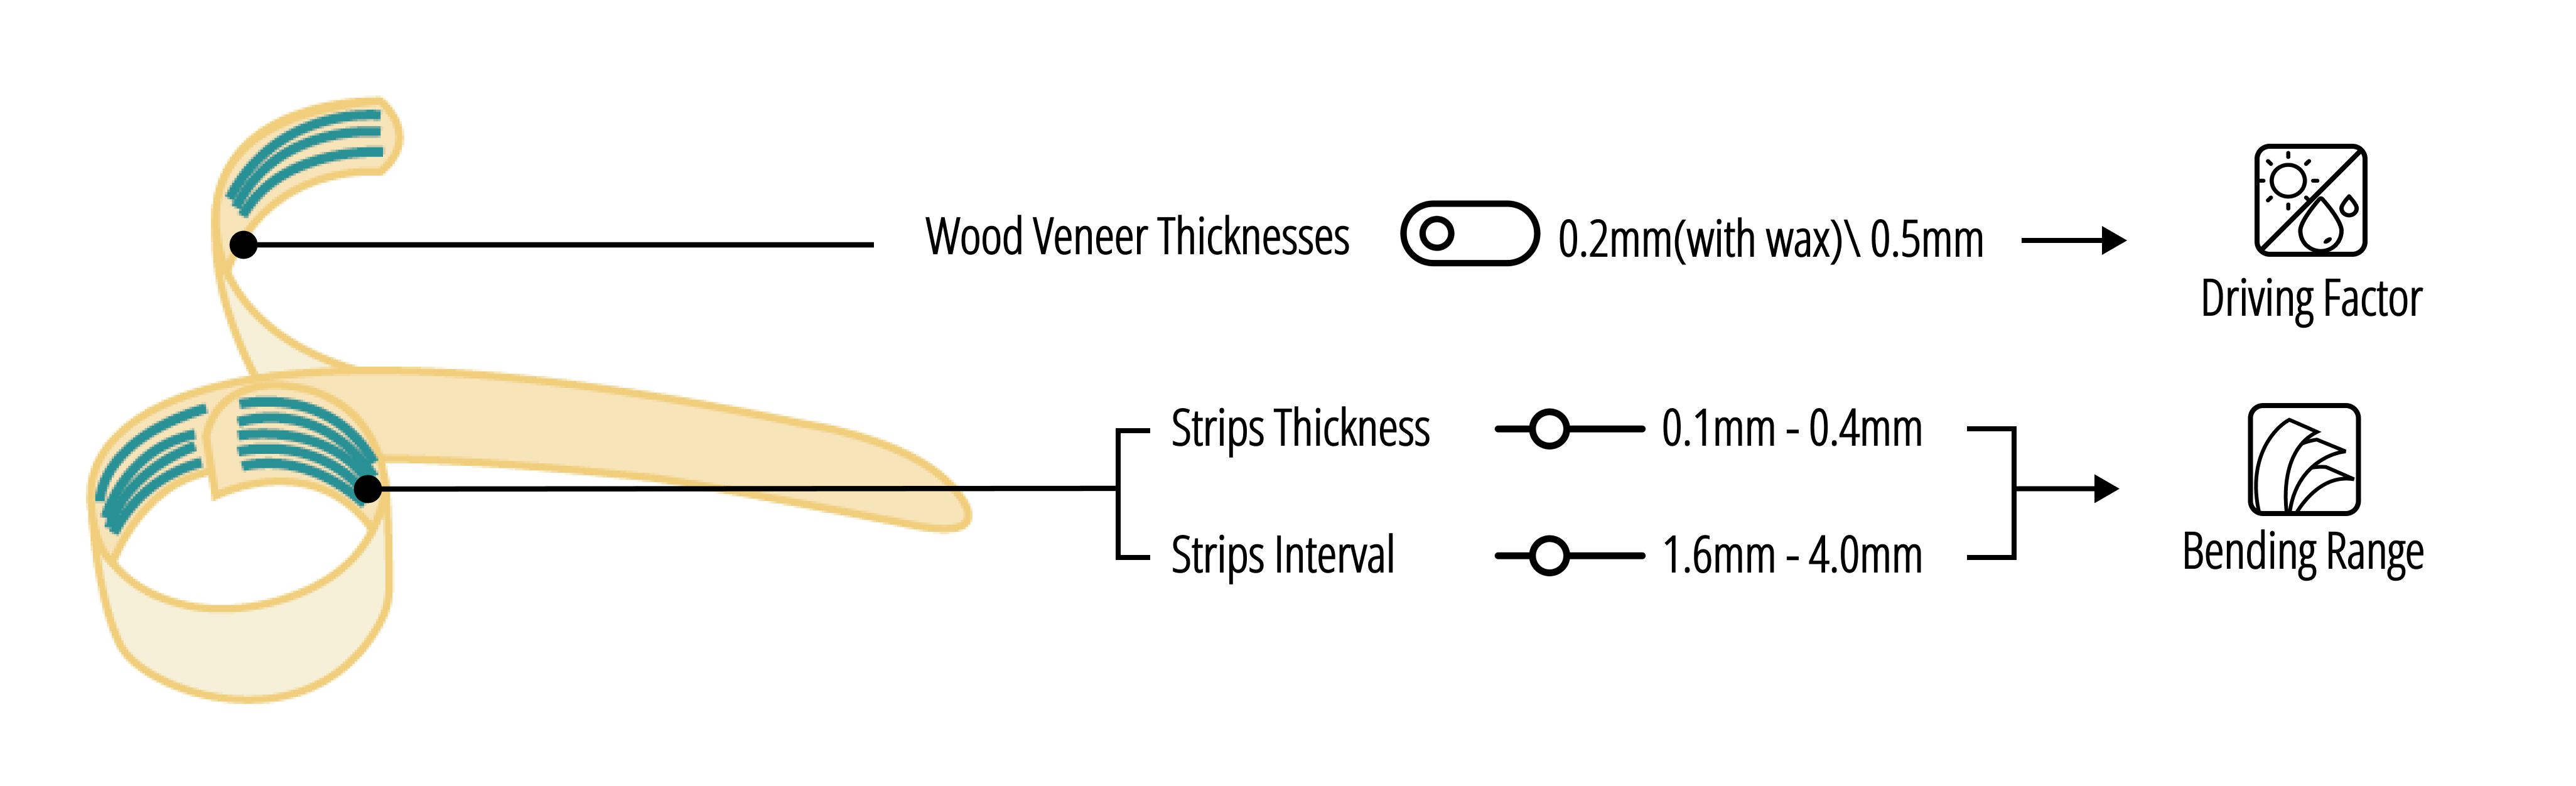 Wood Veneer Thicknesses
0.2mm(with wax)\ 0.5mm
Driving Factor
Strips Thickness
0.1mm - 0.4mm
Strips Interval
1.6mm - 4.0mm
Bending Range